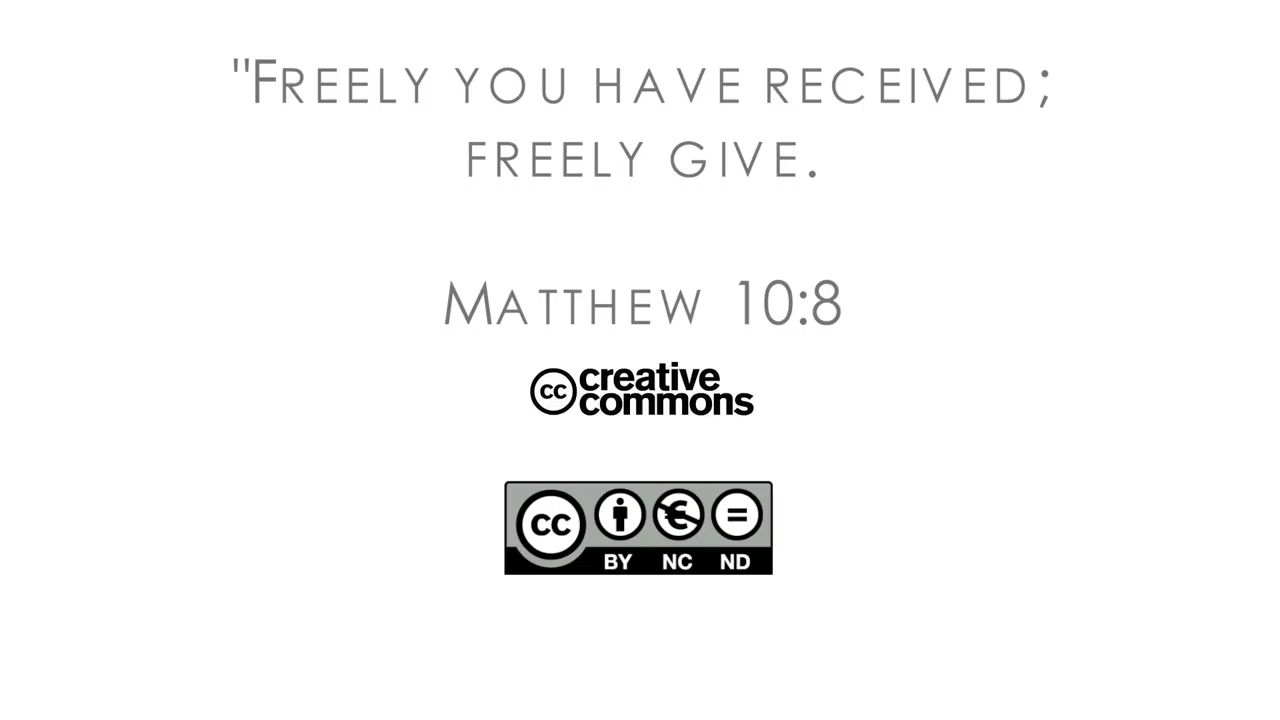 "FREELY YOU HAVE RECEIVED;
FREELY GIVE.
MATTHEW 10:8
cc creative
commons
cc BY NC ND